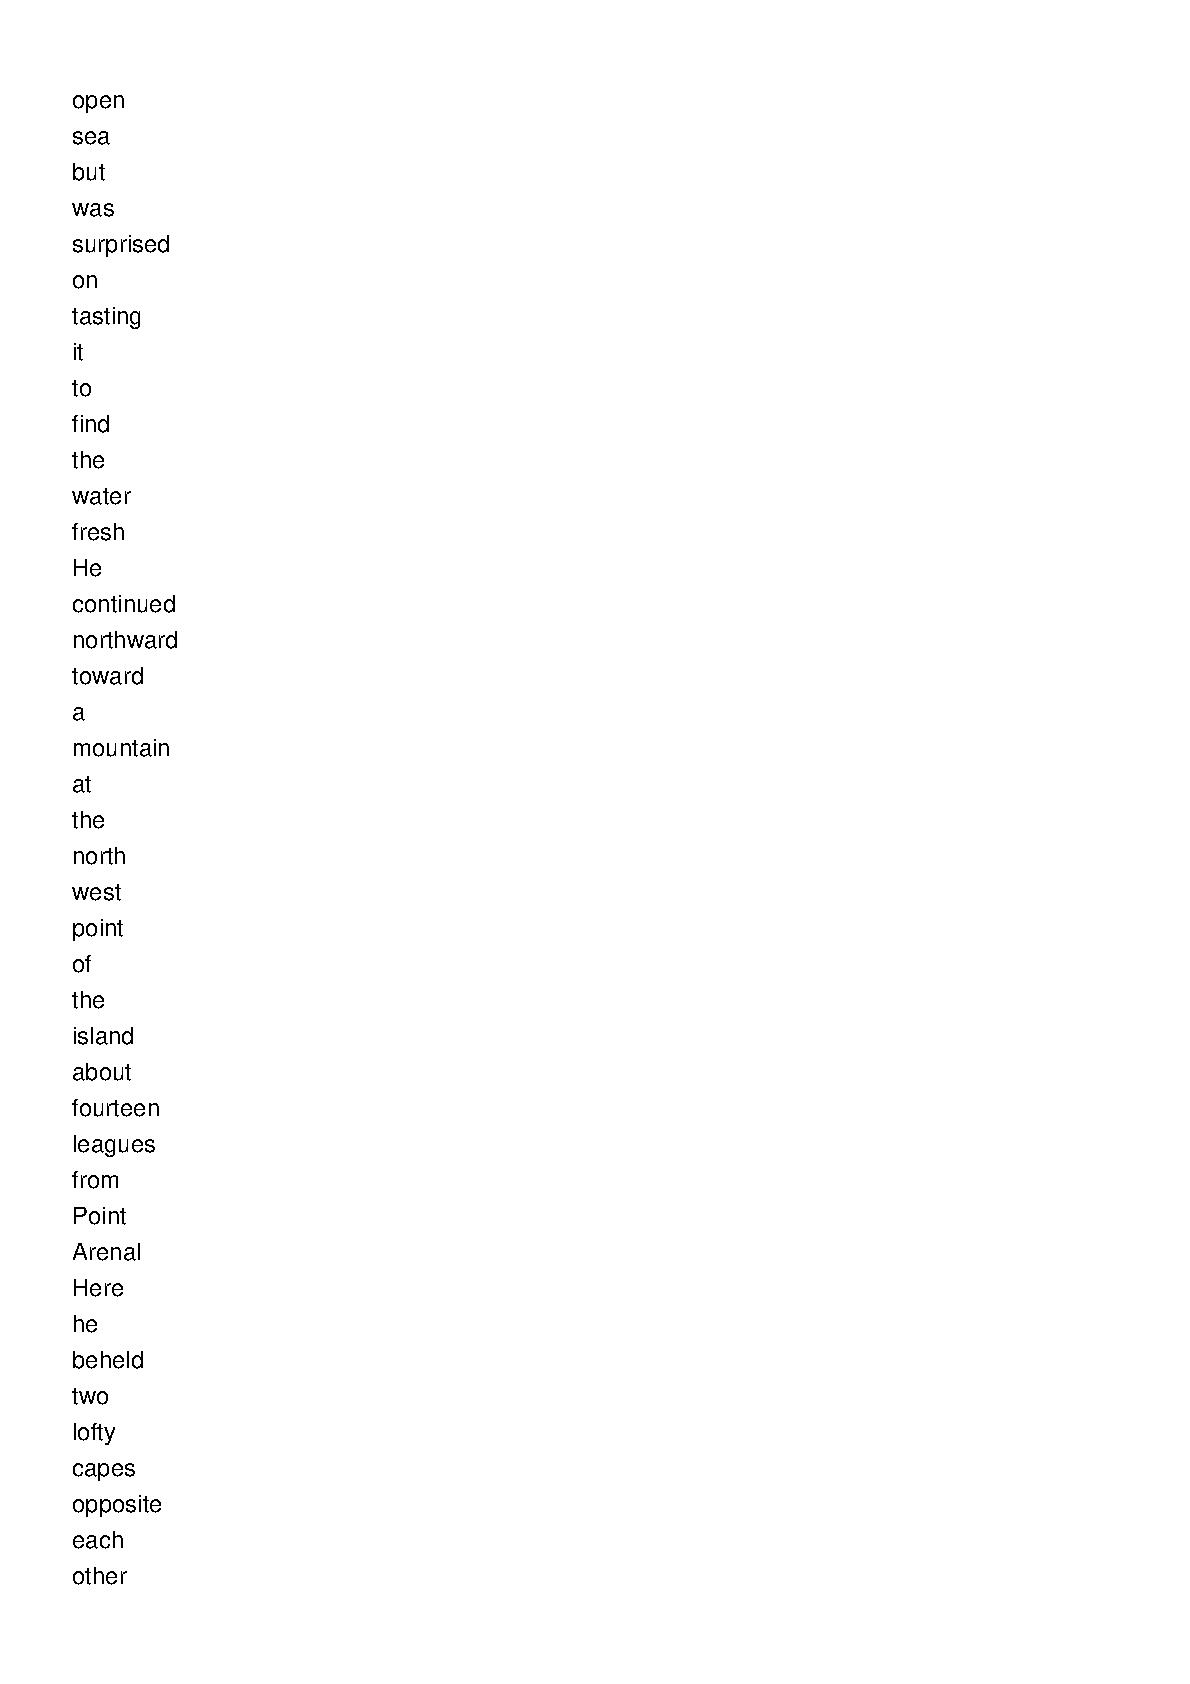 open
sea
but
was
surprised
on
tasting
it
to
find
the
water
fresh
He
continued
northward
toward
a
mountain
at
the
north
west
point
of
the
island
about
fourteen
leagues
from
Point
Arenal
Here
he
beheld
two
lofty
capes
opposite
each
other